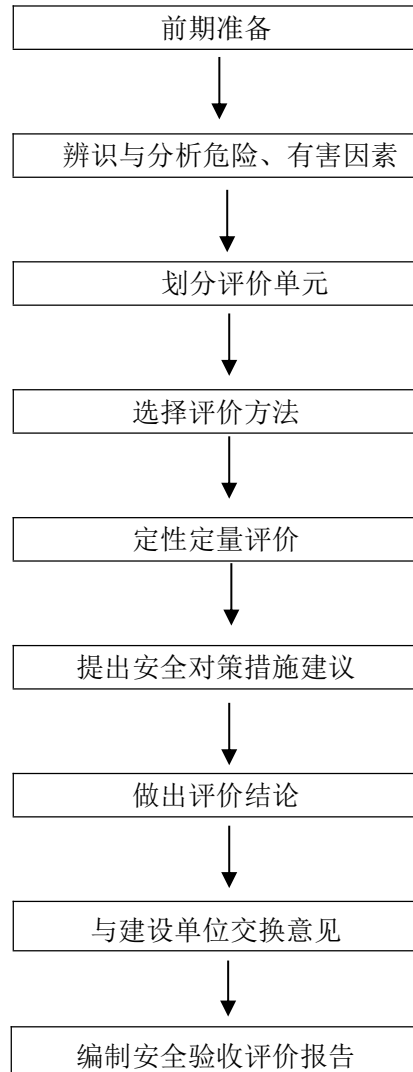 前期准备
辨识与分析危险、有害因素
划分评价单元
选择评价方法
定性定量评价
提出安全对策措施建议
做出评价结论
与建设单位交换意见
编制安全验收评价报告